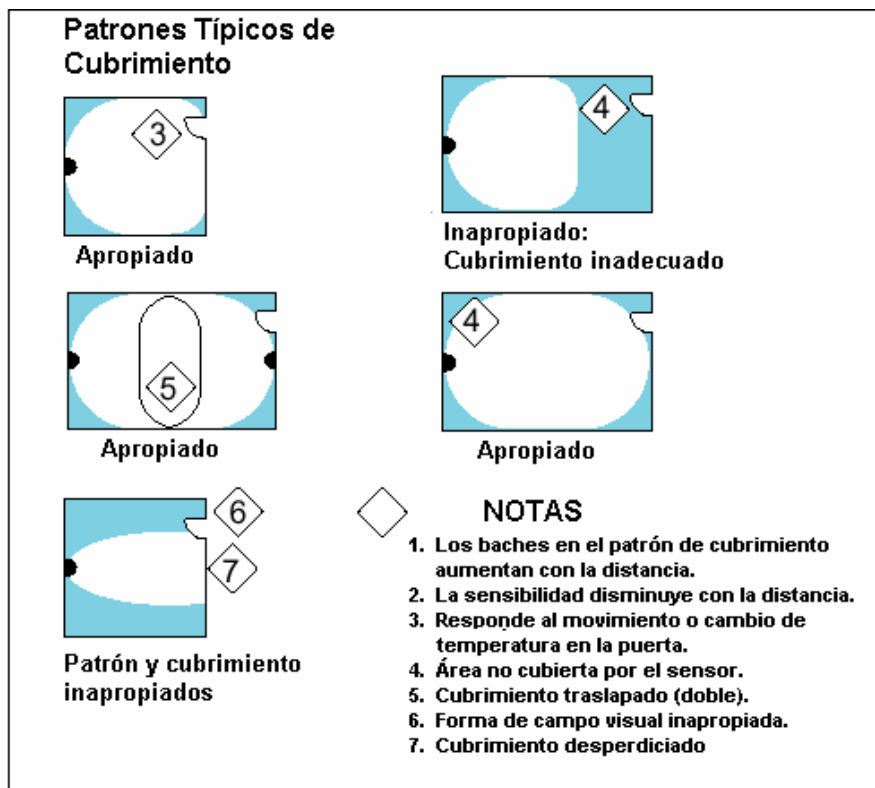 Patrones Típicos de
Cubrimiento
3
Apropiado
4
Inapropiado:
Cubrimiento inadecuado
5
Apropiado
4
Apropiado
6
7
Patrón y cubrimiento
inapropiados
NOTAS
1. Los baches en el patrón de cubrimiento
aumentan con la distancia.
2. La sensibilidad disminuye con la distancia.
3. Responde al movimiento o cambio de
temperatura en la puerta.
4. Área no cubierta por el sensor.
5. Cubrimiento traslapado (doble).
6. Forma de campo visual inapropiada.
7. Cubrimiento desperdiciado